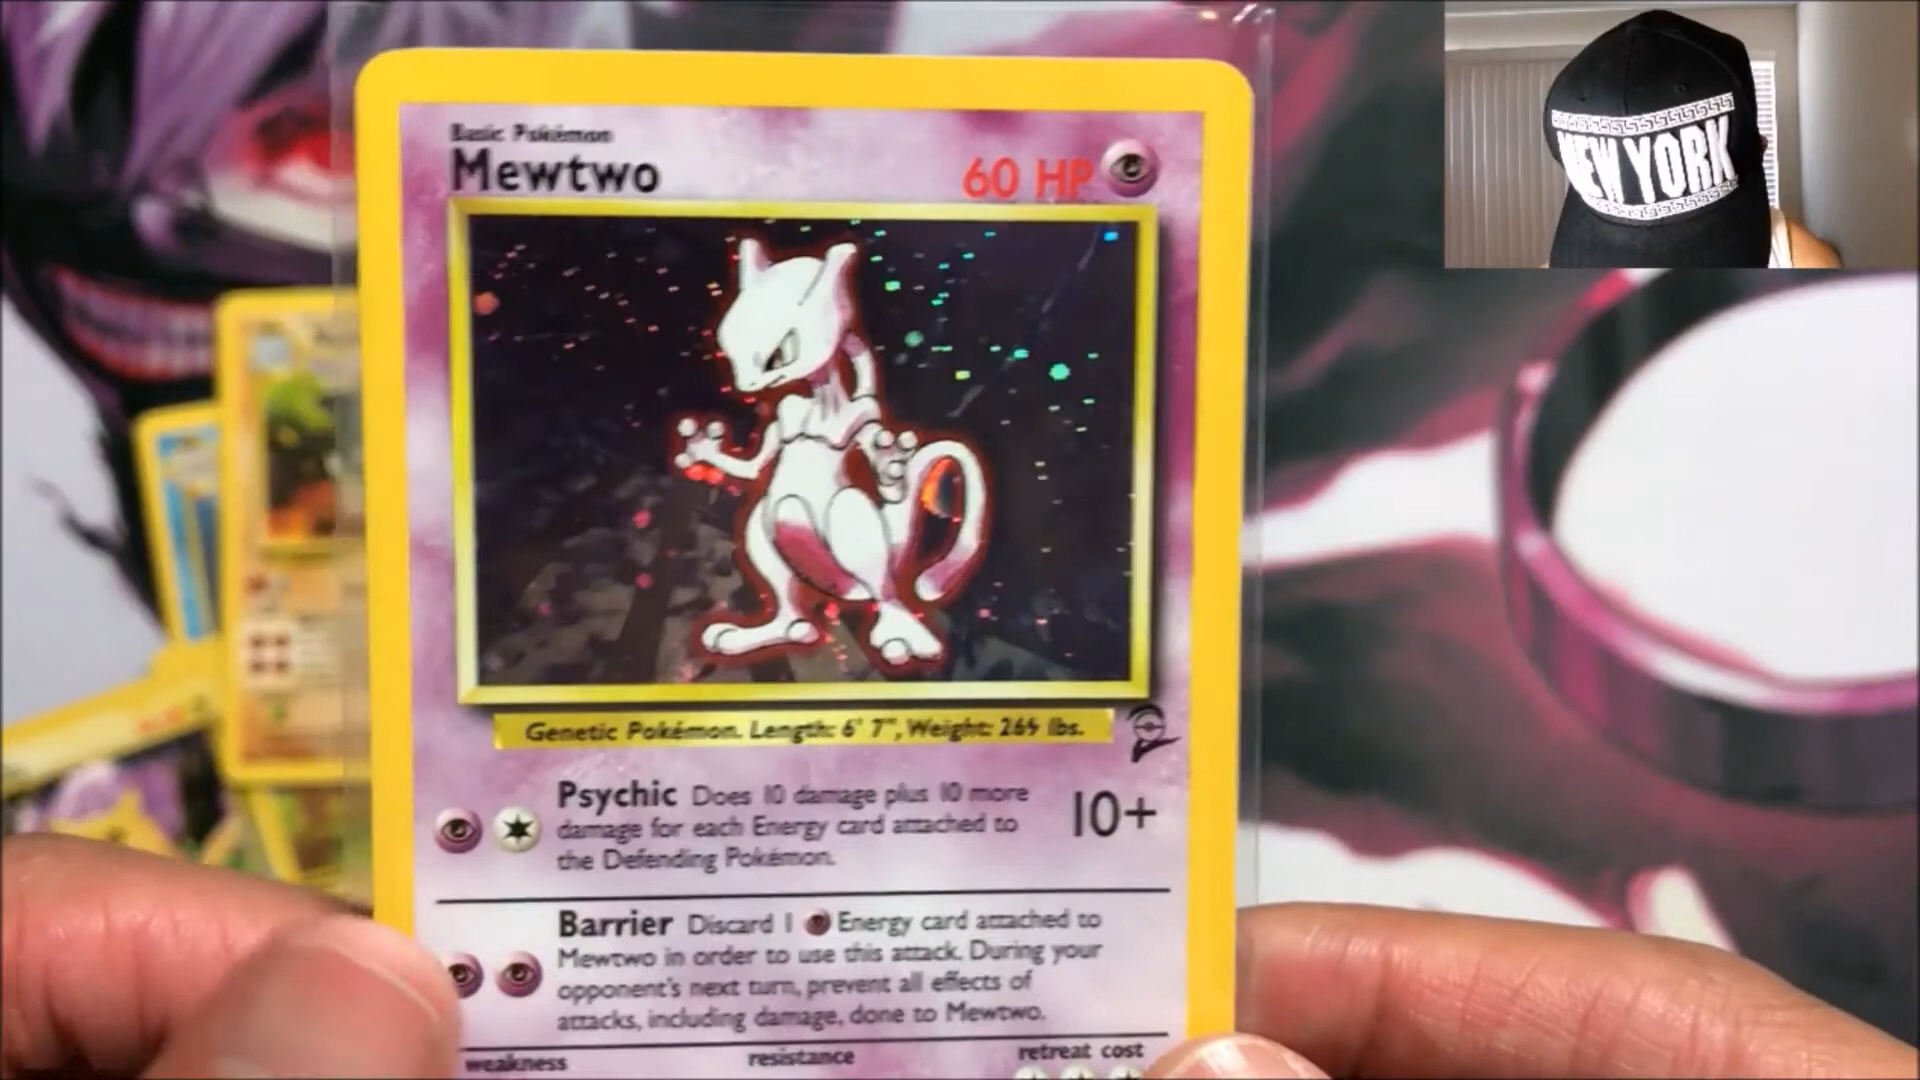 Basic Pokémon
Mewtwo
60 HP
NEW YORK
Genetic Pokémon. Length: 6' 7", Weight: 269 lbs.
Psychic Does 10 damage plus 10 more
damage for each Energy card attached to
the Defending Pokémon.
10+
Barrier Discard 1 Energy card attached to
Mewtwo in order to use this attack. During your
opponent's next turn, prevent all effects of
attacks, including damage, done to Mewtwo.
weakness resistance retreat cost